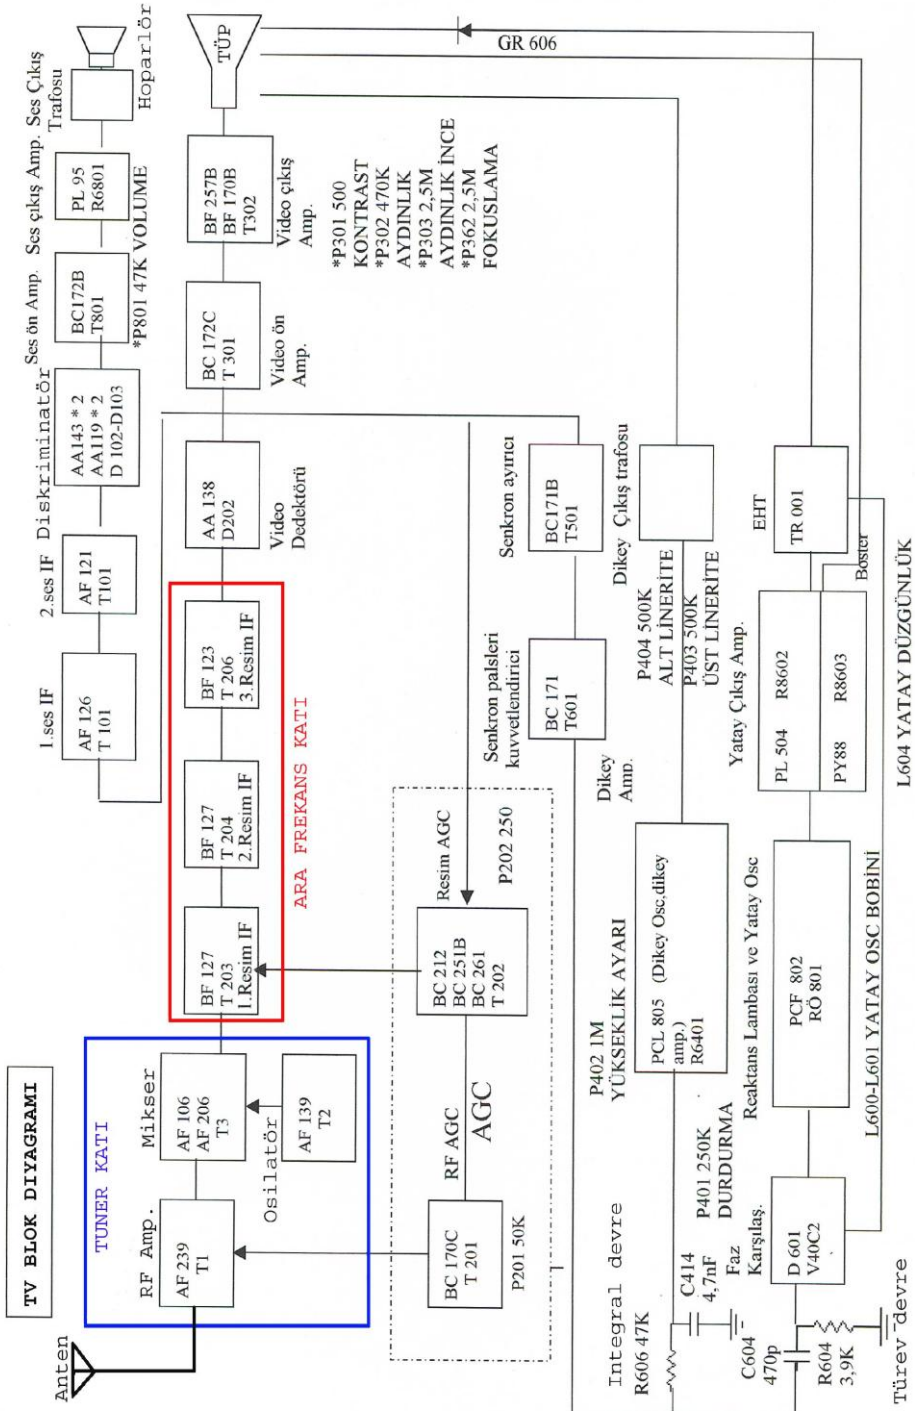 TV BLOK DIYAGRAMI
Anten
TUNER KATI
RF Amp.
AF 239
T1
Mikser
AF 106
AF 206
T3
Osilatör
AF 139
T2
BF 127
T 203
1.Resim IF
BF 127
T 204
2.Resim IF
BF 123
T 206
3.Resim IF
ARA FREKANS KATI
AA 138
D202
Video
Dedektörü
BC 172C
T 301
Video ön
Amp.
BF 257B
BF 170B
T302
Video çıkış
Amp.
TÜP
1.ses IF
AF 126
T 101
2.ses IF
AF 121
T101
Diskriminatör
AA143 * 2
AA119 * 2
D 102-D103
Ses ön Amp.
BC172B
T801
*P801 47K VOLUME
Ses çıkış Amp.
PL 95
R6801
Ses Çıkış
Trafosu
Hoparlör
*P301 500
KONTRAST
*P302 470K
AYDINLIK
*P303 2,5M
AYDINLIK İNCE
*P362 2,5M
FOKUSLAMA
GR 606
BC 170C
T 201
P201 50K
RF AGC
AGC
BC 212
BC 251B
BC 261
T 202
Resim AGC
P202 250
Senkron palsleri
kuvvetlendirici
BC 171
T601
Senkron ayırıcı
BC171B
T501
Integral devre
R606 47K
C414
4,7nF
P401 250K
DURDURMA
P402 1M
YÜKSEKLİK AYARI
PCL 805 (Dikey Osc,dikey
amp.)
R6401
Dikey
Amp.
P404 500K
ALT LİNERİTE
P403 500K
ÜST LİNERİTE
Dikey Çıkış trafosu
C604
470p
R604
3,9K
Türev devre
Faz
Karşılaş.
D 601
V40C2
Reaktans Lambası ve Yatay Osc
PCF 802
RÖ 801
L600-L601 YATAY OSC BOBİNİ
Yatay Çıkış Amp.
PL 504 R8602
PY88 R8603
Boster
EHT
TR 001
L604 YATAY DÜZGÜNLÜK